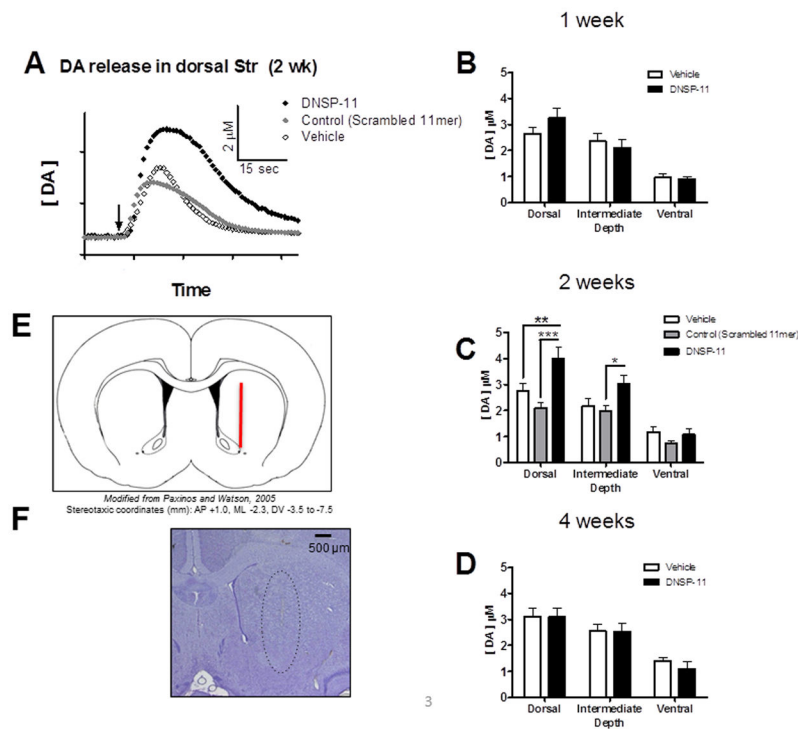 1 week
A DA release in dorsal Str (2 wk)
DNSP-11
Control (Scrambled 11mer)
Vehicle
2 μM
15 sec
[ DA ]
Time
B
Vehicle
DNSP-11
[ DA ] μM
5
4
3
2
1
0
Dorsal Intermediate Ventral
Depth
2 weeks
C
Vehicle
Control (Scrambled 11mer)
DNSP-11
[ DA ] μM
5
4
3
2
1
0
**
***
*
Dorsal Intermediate Ventral
Depth
E
Modified from Paxinos and Watson, 2005
Stereotaxic coordinates (mm): AP +1.0, ML -2.3, DV -3.5 to -7.5
F
500 μm
4 weeks
D
Vehicle
DNSP-11
[ DA ] μM
5
4
3
2
1
0
Dorsal Intermediate Ventral
Depth
3